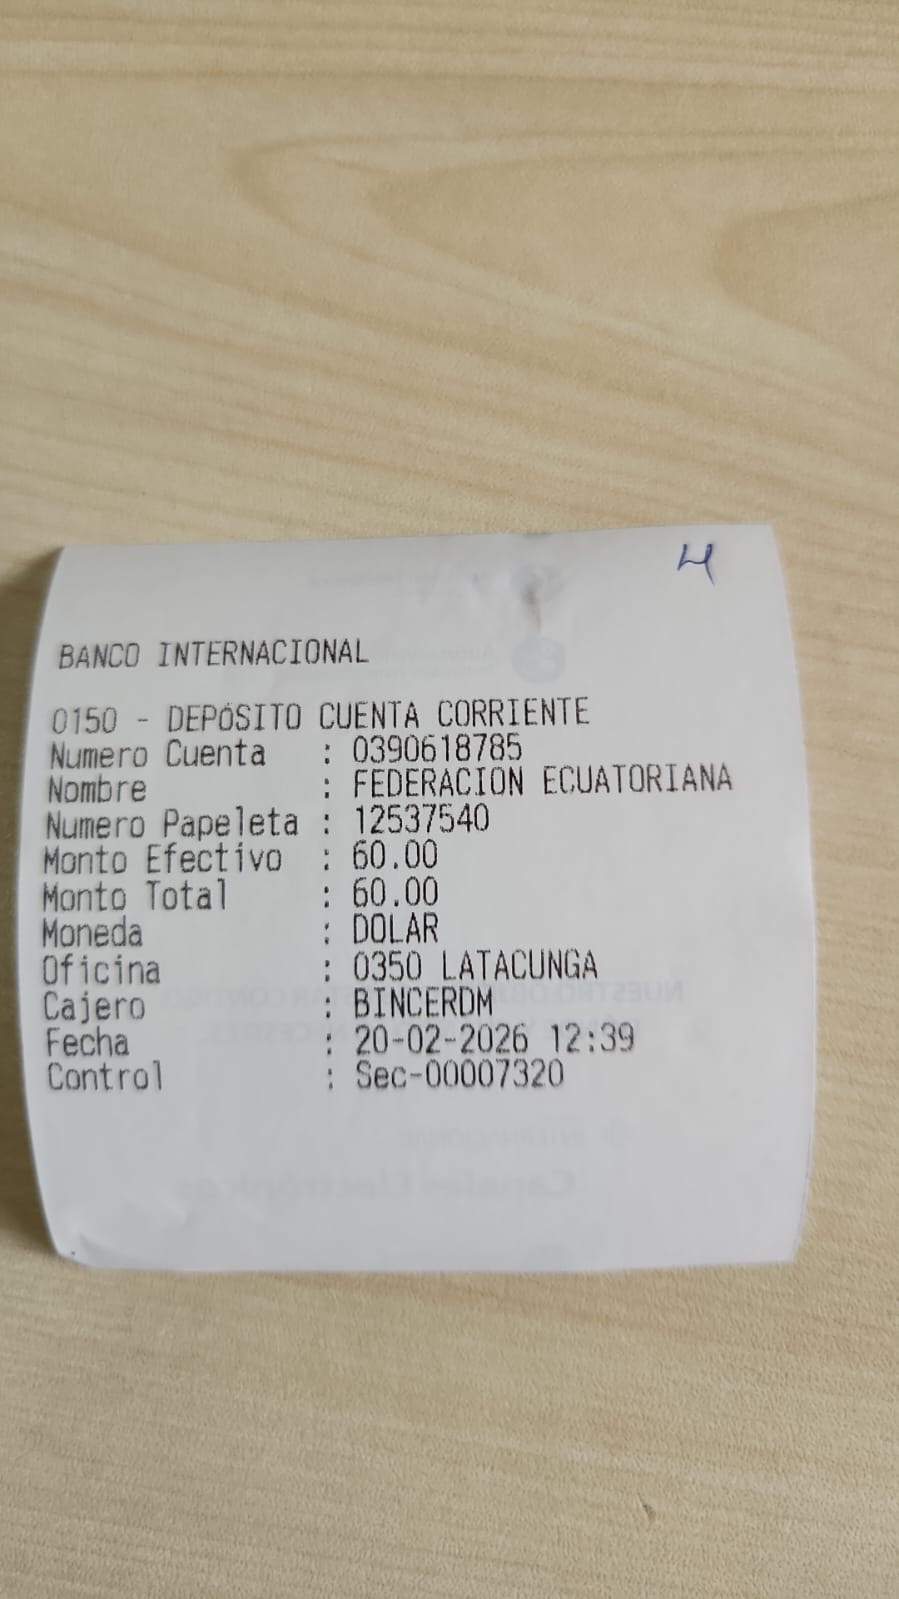 4
BANCO INTERNACIONAL
0150 - DEPÓSITO CUENTA CORRIENTE
Numero Cuenta : 0390618785
Nombre : FEDERACION ECUATORIANA
Numero Papeleta : 12537540
Monto Efectivo : 60.00
Monto Total : 60.00
Moneda : DOLAR
Oficina : 0350 LATACUNGA
Cajero : BINCERDM
Fecha : 20-02-2026 12:39
Control : Sec-00007320